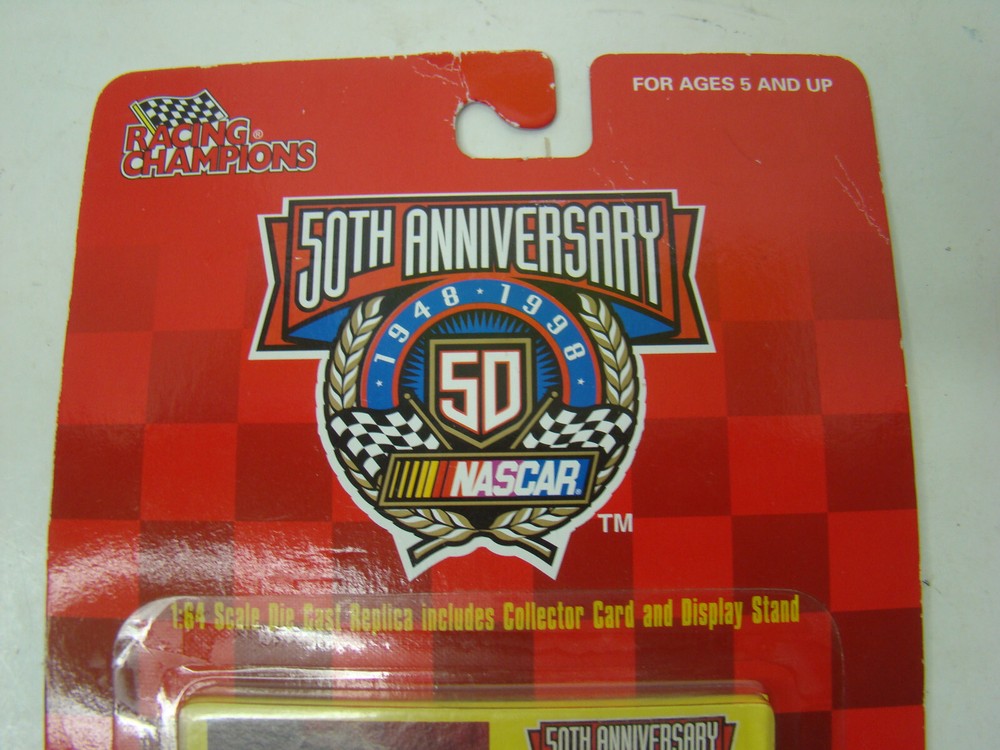 RACING®
CHAMPIONS
FOR AGES 5 AND UP
50TH ANNIVERSARY
1948 · 1998
50
NASCAR
TM
1:64 Scale Die Cast Replica includes Collector Card and Display Stand
50TH ANNIVERSARY